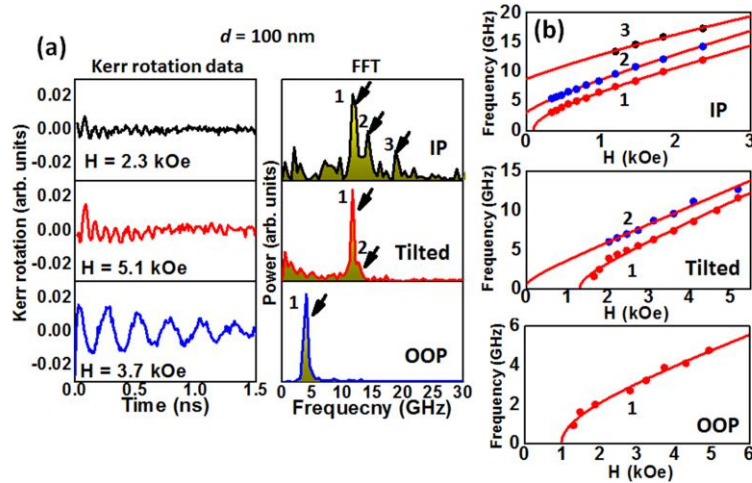 (a)
d = 100 nm
Kerr rotation data
FFT
Kerr rotation (arb. units)
0.02
0.00
-0.02
H = 2.3 kOe
0.02
0.00
-0.02
H = 5.1 kOe
0.02
0.00
-0.02
H = 3.7 kOe
0.0 0.5 1.0 1.5
Time (ns)
Power (arb. units)
1
2
3
IP
1
2
Tilted
1
OOP
0 6 12 18 24 30
Frequecny (GHz)
(b)
Frequency (GHz)
20
15
10
5
0
3
2
1
IP
0 1 2 3
H (kOe)
Frequency (GHz)
15
10
5
0
2
1
Tilted
0 1 2 3 4 5
H (kOe)
Frequency (GHz)
6
4
2
0
1
OOP
0 1 2 3 4 5 6
H (kOe)